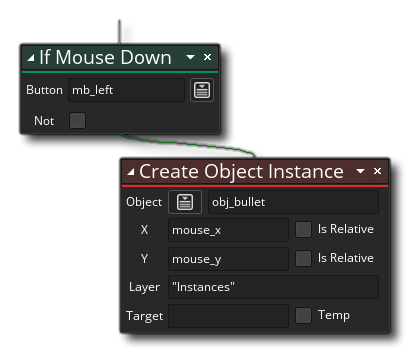 If Mouse Down
Button mb_left
Not
Create Object Instance
Object obj_bullet
X mouse_x Is Relative
Y mouse_y Is Relative
Layer "Instances"
Target Temp